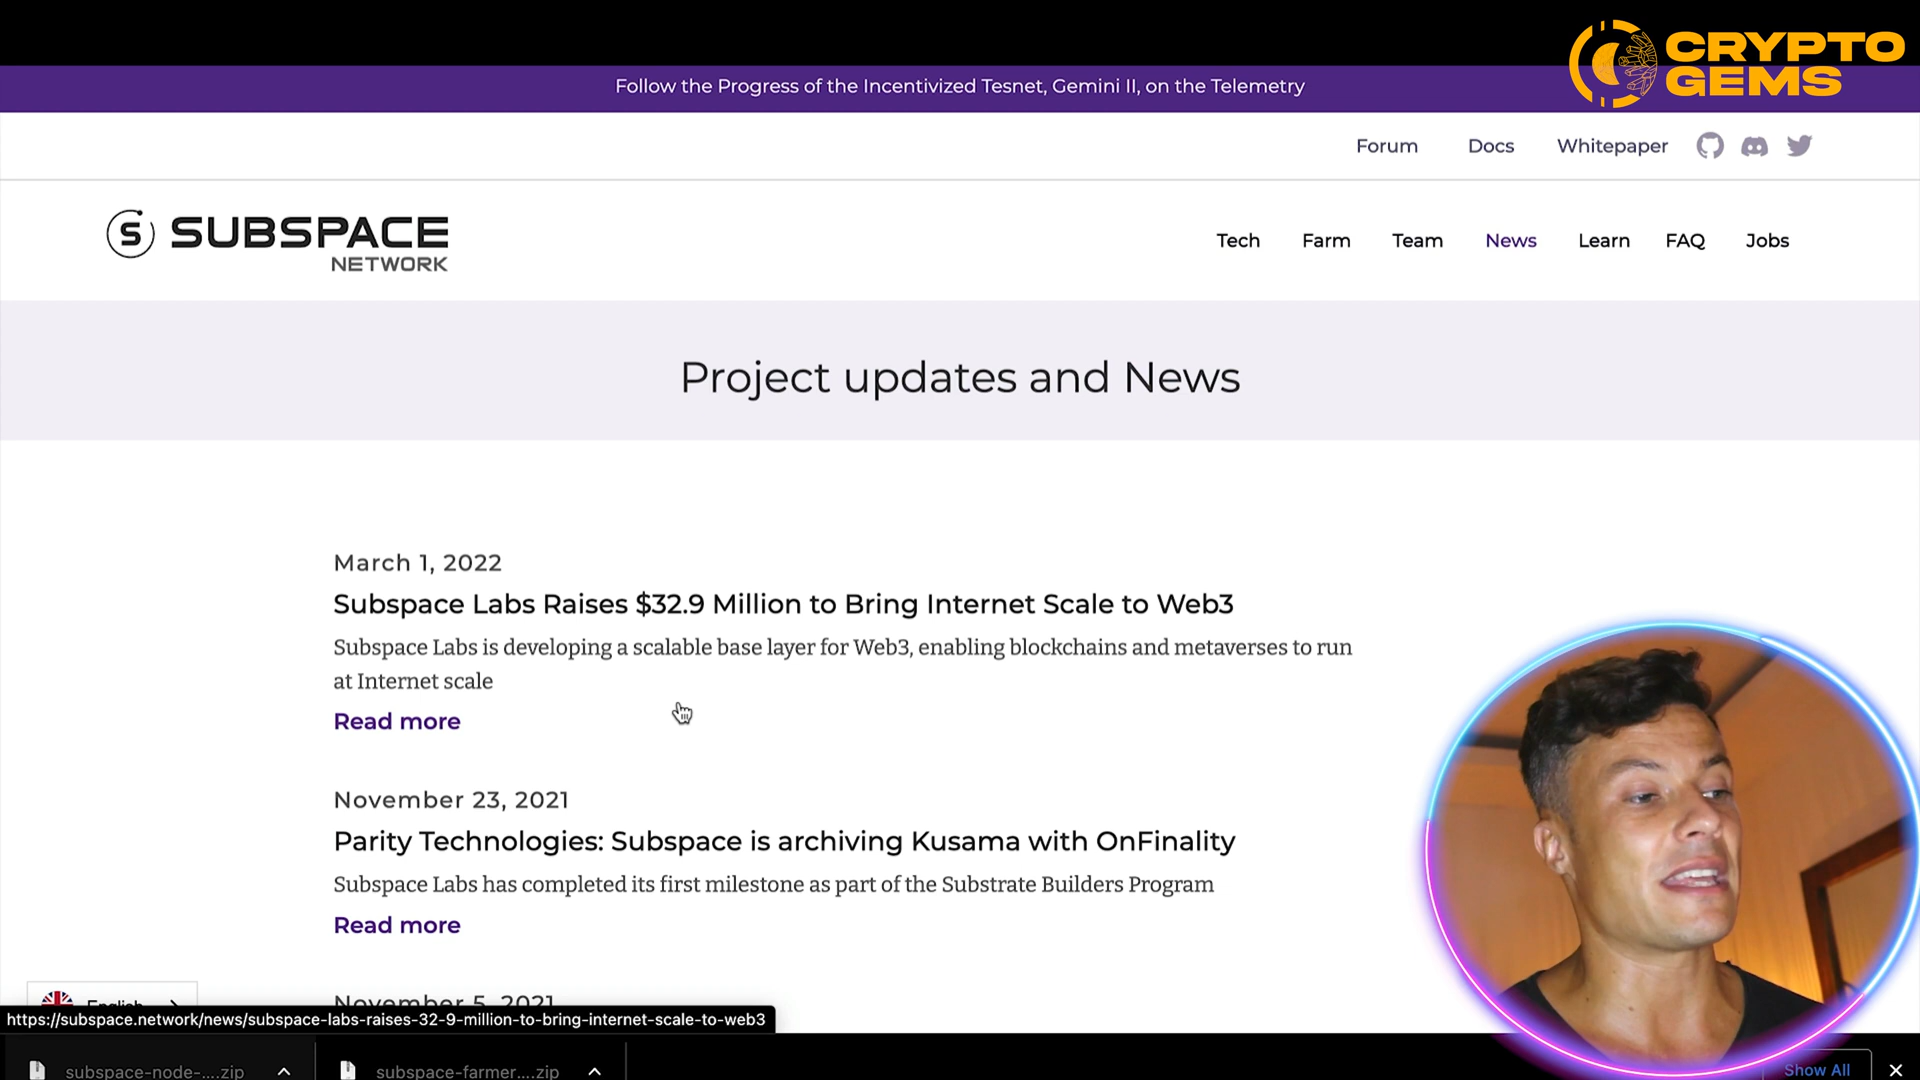 CRYPTO
GEMS
Follow the Progress of the Incentivized Tesnet, Gemini II, on the Telemetry
Forum Docs Whitepaper
S SUBSPACE
NETWORK
Tech Farm Team News Learn FAQ Jobs
Project updates and News
March 1, 2022
Subspace Labs Raises $32.9 Million to Bring Internet Scale to Web3
Subspace Labs is developing a scalable base layer for Web3, enabling blockchains and metaverses to run
at Internet scale
Read more
November 23, 2021
Parity Technologies: Subspace is archiving Kusama with OnFinality
Subspace Labs has completed its first milestone as part of the Substrate Builders Program
Read more
November 5, 2021
English
https://subspace.network/news/subspace-labs-raises-32-9-million-to-bring-internet-scale-to-web3
subspace-node-....zip subspace-farmer....zip Show All